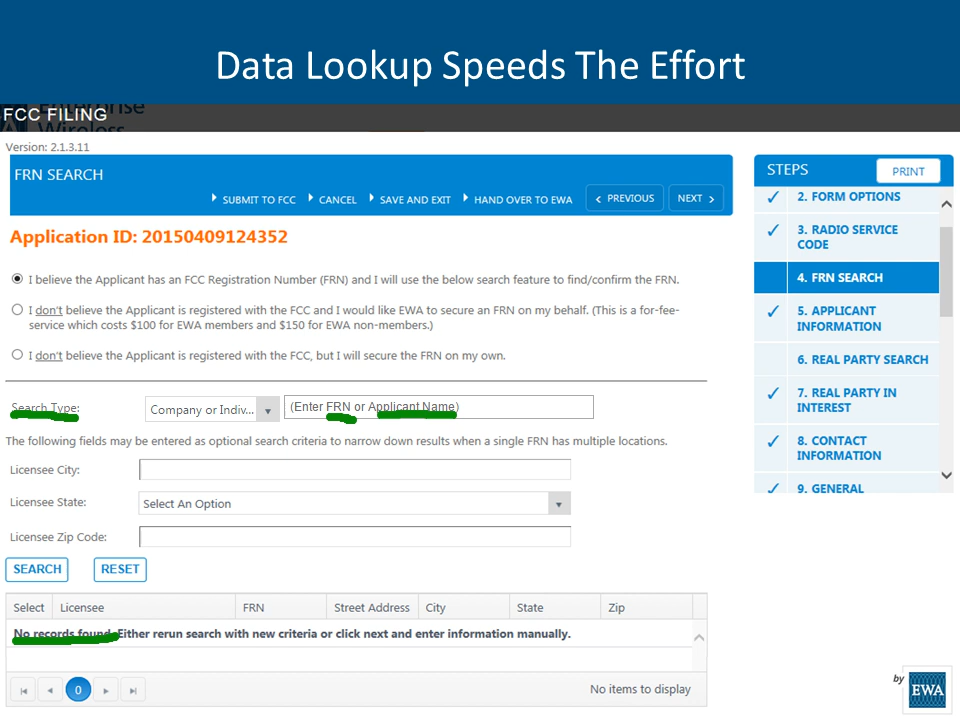 Data Lookup Speeds The Effort
Enterprise
Wireless
FCC FILING
Version: 2.1.3.11
FRN SEARCH
SUBMIT TO FCC CANCEL SAVE AND EXIT HAND OVER TO EWA PREVIOUS NEXT
Application ID: 20150409124352
I believe the Applicant has an FCC Registration Number (FRN) and I will use the below search feature to find/confirm the FRN.
I don't believe the Applicant is registered with the FCC and I would like EWA to secure an FRN on my behalf. (This is a for-fee-
service which costs $100 for EWA members and $150 for EWA non-members.)
I don't believe the Applicant is registered with the FCC, but I will secure the FRN on my own.
Search Type: Company or Indiv... (Enter FRN or Applicant Name)
The following fields may be entered as optional search criteria to narrow down results when a single FRN has multiple locations.
Licensee City:
Licensee State: Select An Option
Licensee Zip Code:
SEARCH RESET
Select Licensee FRN Street Address City State Zip
No records found. Either rerun search with new criteria or click next and enter information manually.
0 No items to display
STEPS PRINT
2. FORM OPTIONS
3. RADIO SERVICE
CODE
4. FRN SEARCH
5. APPLICANT
INFORMATION
6. REAL PARTY SEARCH
7. REAL PARTY IN
INTEREST
8. CONTACT
INFORMATION
9. GENERAL
by EWA